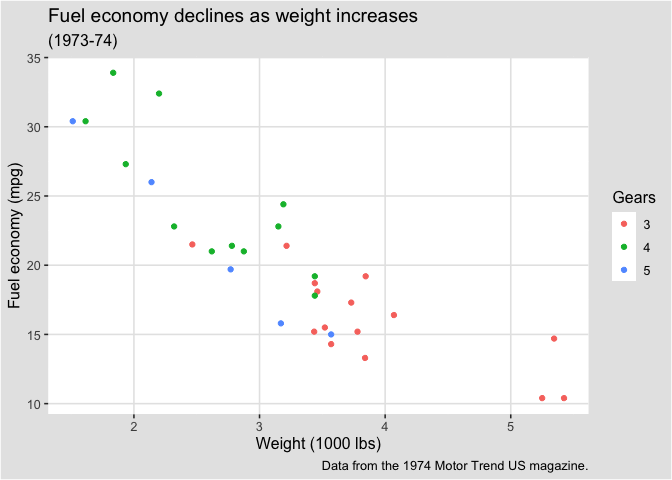 Fuel economy declines as weight increases
(1973-74)
35
30
25
20
15
10
Fuel economy (mpg)
2 3 4 5
Weight (1000 lbs)
Gears
3
4
5
Data from the 1974 Motor Trend US magazine.